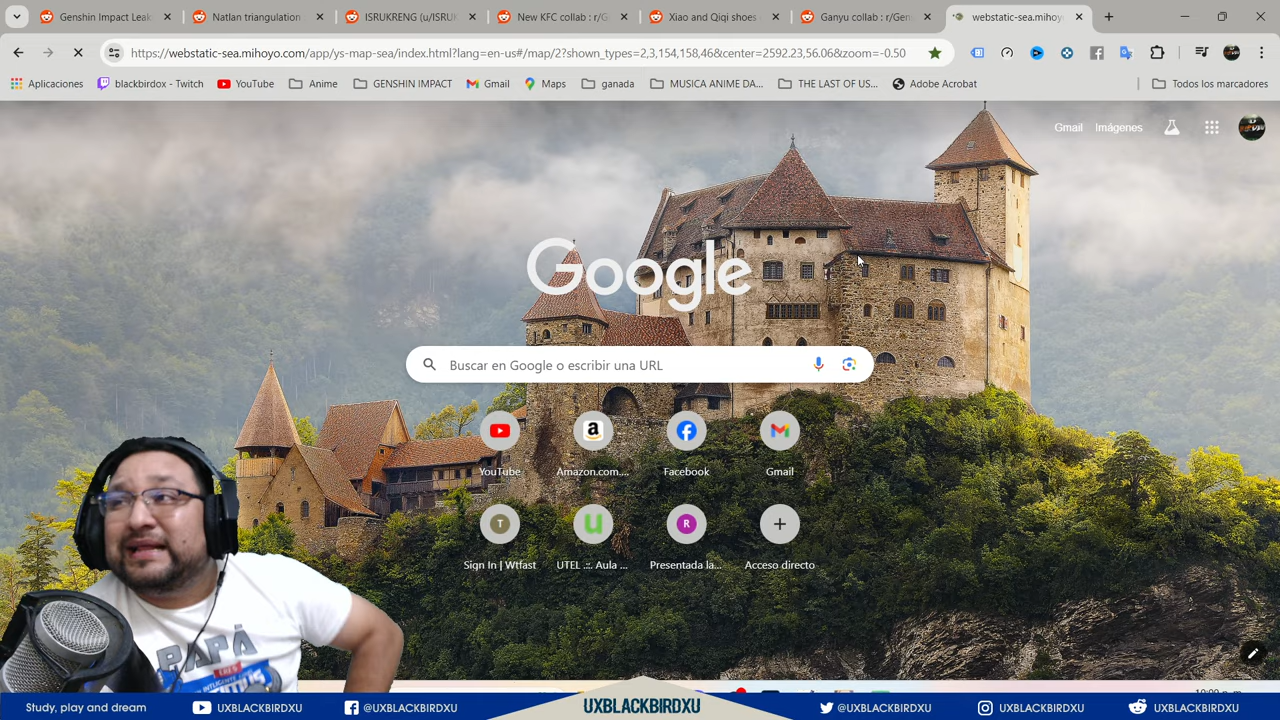 Genshin Impact Leak
Natlan triangulation
ISRUKRENG (u/ISRUK
New KFC collab : r/G
Xiao and Qiqi shoes
Ganyu collab : r/Gen
webstatic-sea.mihoyo
https://webstatic-sea.mihoyo.com/app/ys-map-sea/index.html?lang=en-us#/map/2?shown_types=2,3,154,158,46&center=2592.23,56.06&zoom=-0.50
Aplicaciones
blackbirdox - Twitch
YouTube
Anime
GENSHIN IMPACT
Gmail
Maps
ganada
MUSICA ANIME DA...
THE LAST OF US...
Adobe Acrobat
Todos los marcadores
Gmail
Imágenes
Google
Buscar en Google o escribir una URL
YouTube
Amazon.com....
Facebook
Gmail
T
R
Sign In | Wtfast
UTEL .::. Aula ...
Presentada la...
Acceso directo
PAPÁ
Study, play and dream
UXBLACKBIRDXU
@UXBLACKBIRDXU
UXBLACKBIRDXU
@UXBLACKBIRDXU
UXBLACKBIRDXU
UXBLACKBIRDXU